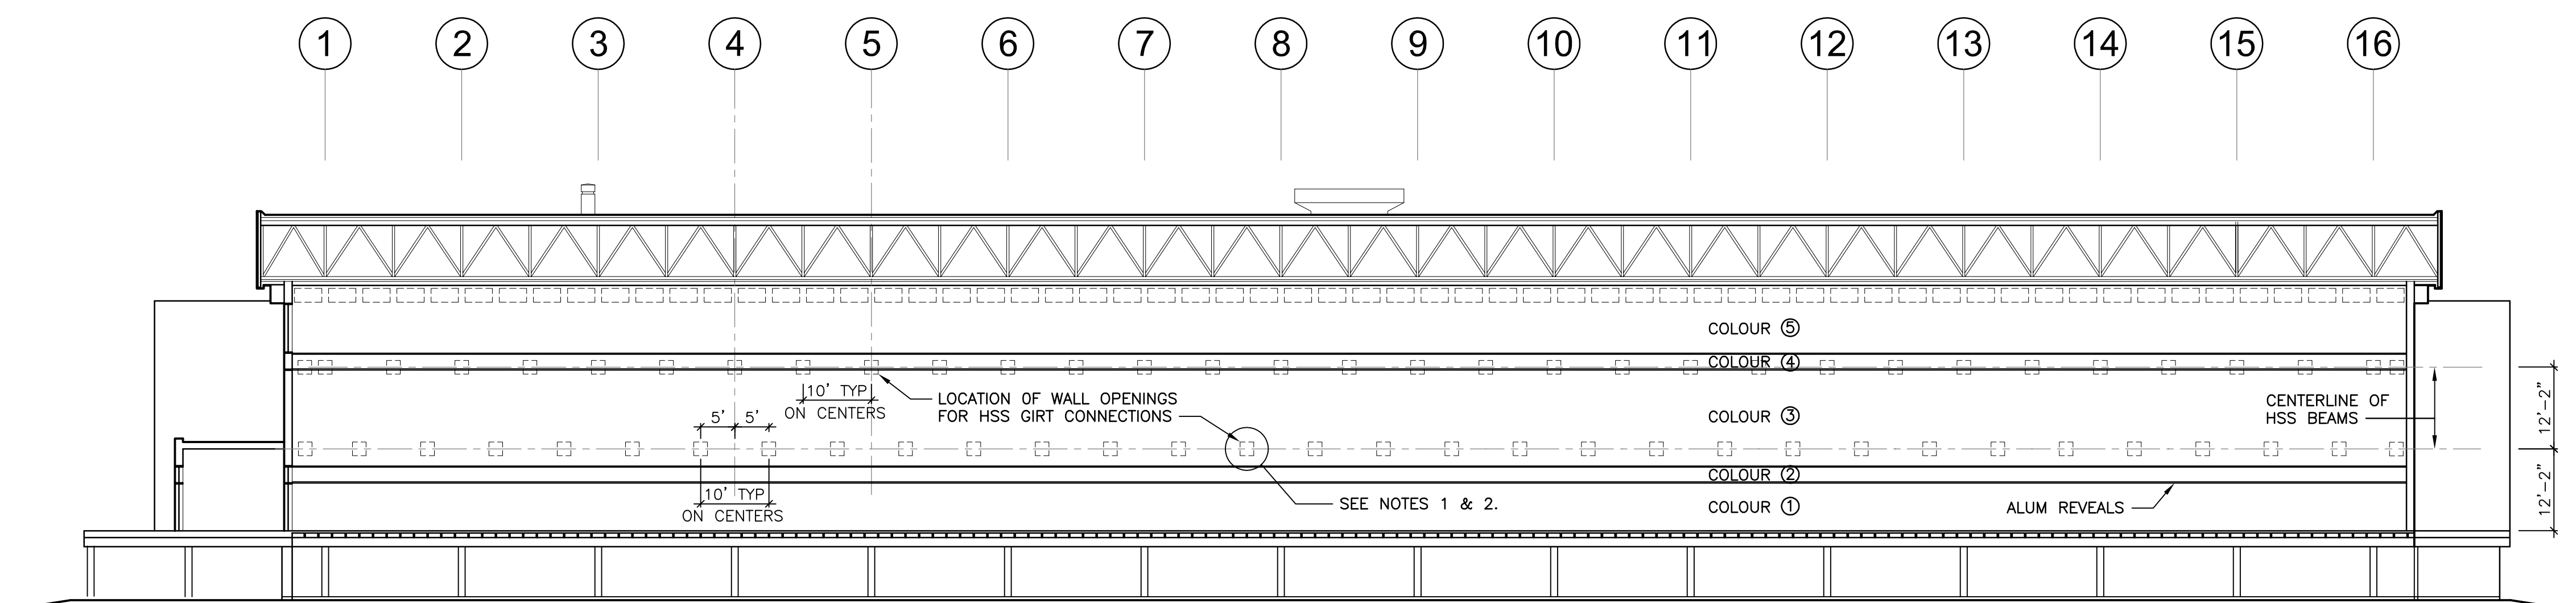 1 2 3 4 5 6 7 8 9 10 11 12 13 14 15 16
COLOUR 5
COLOUR 4
10' TYP
ON CENTERS
LOCATION OF WALL OPENINGS
FOR HSS GIRT CONNECTIONS
COLOUR 3
CENTERLINE OF
HSS BEAMS
12'-2"
5' 5'
COLOUR 2
10' TYP
ON CENTERS
SEE NOTES 1 & 2.
COLOUR 1
ALUM REVEALS
12'-2"